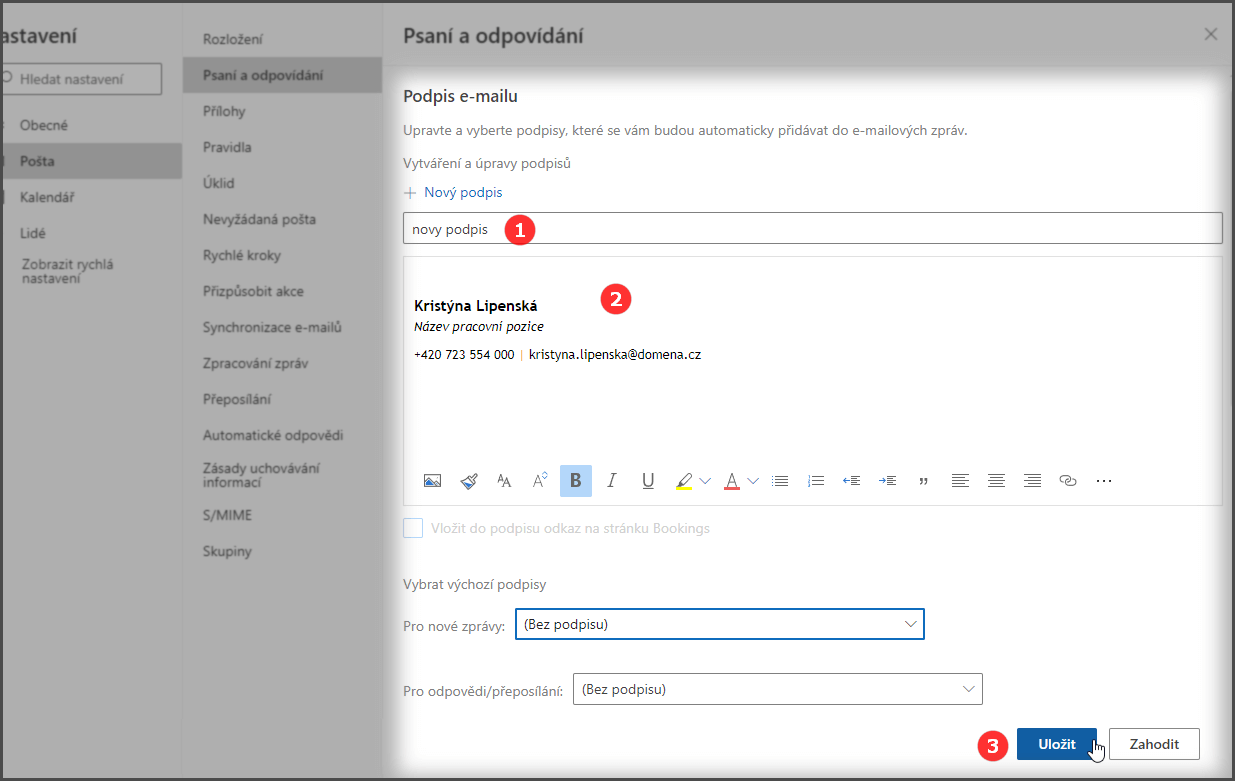 astavení
Hledat nastavení
Obecné
Pošta
Kalendář
Lidé
Zobrazit rychlá
nastavení
Rozložení
Psaní a odpovídání
Přílohy
Pravidla
Úklid
Nevyžádaná pošta
Rychlé kroky
Přizpůsobit akce
Synchronizace e-mailů
Zpracování zpráv
Přeposílání
Automatické odpovědi
Zásady uchovávání
informací
S/MIME
Skupiny
Psaní a odpovídání
Podpis e-mailu
Upravte a vyberte podpisy, které se vám budou automaticky přidávat do e-mailových zpráv.
Vytváření a úpravy podpisů
Nový podpis
novy podpis 1
2
Kristýna Lipenská
Název pracovní pozice
+420 723 554 000 | kristyna.lipenska@domena.cz
Vložit do podpisu odkaz na stránku Bookings
Vybrat výchozí podpisy
Pro nové zprávy: (Bez podpisu)
Pro odpovědi/přeposílání: (Bez podpisu)
3 Uložit Zahodit